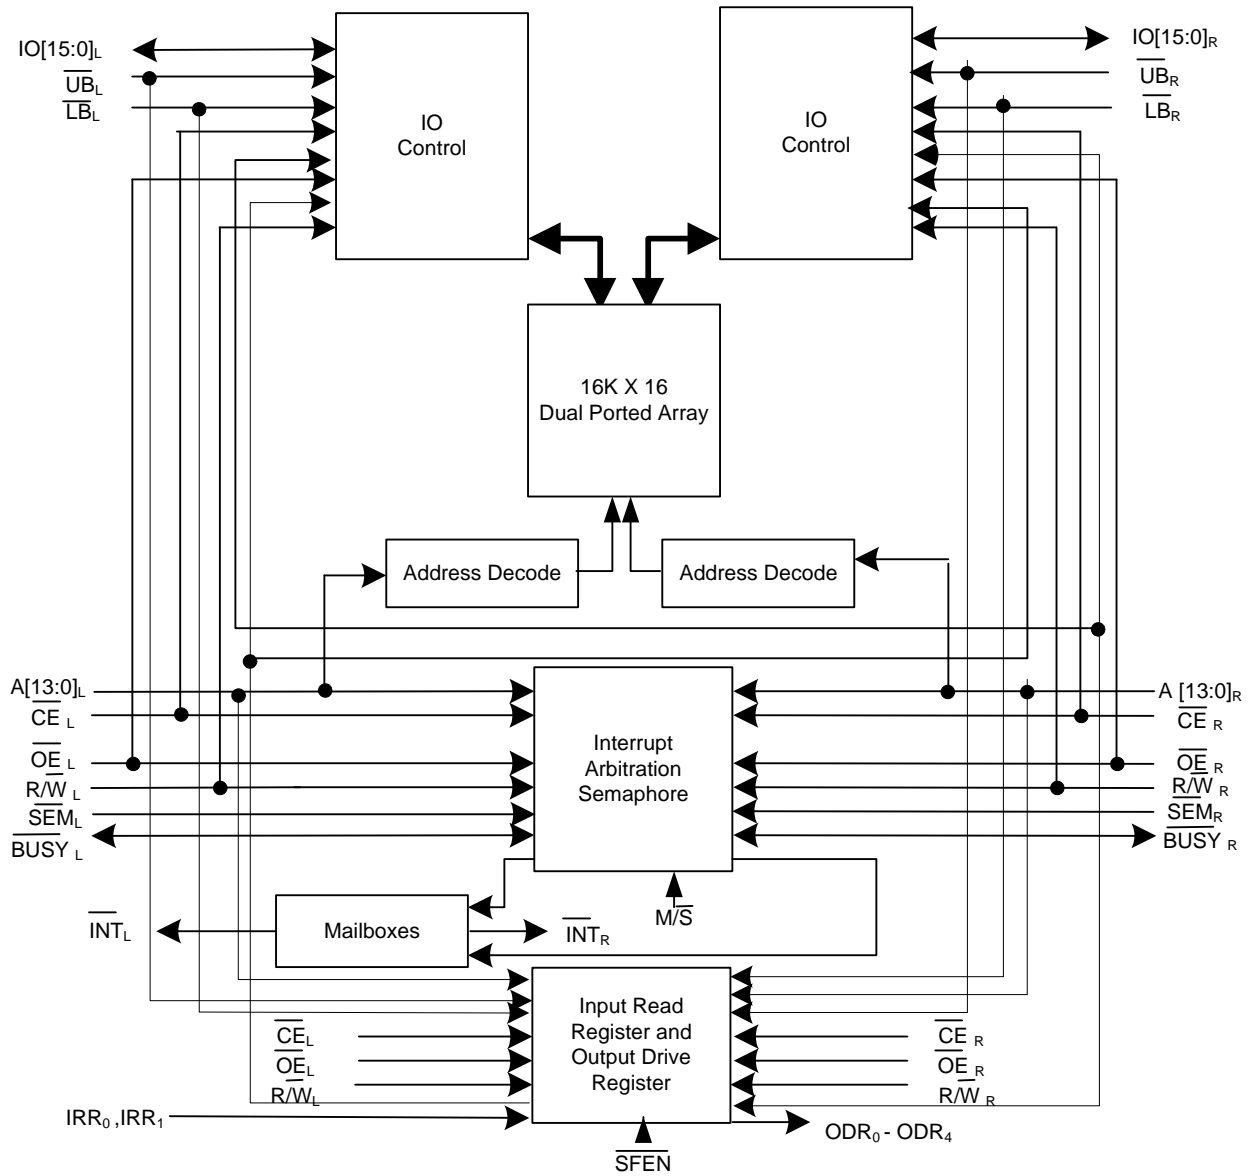 IO[15:0]L
IO[15:0]R
UBL
UBR
LBL
LBR
IO
Control
IO
Control
16K X 16
Dual Ported Array
Address Decode
Address Decode
A[13:0]L
A [13:0]R
CE L
CE R
OE L
OE R
R/W L
R/W R
SEML
SEMR
BUSY L
BUSY R
Interrupt
Arbitration
Semaphore
M/S
INTL
Mailboxes
INTR
Input Read
Register and
Output Drive
Register
CEL
CE R
OEL
OE R
R/WL
R/W R
IRR0 ,IRR1
ODR0 - ODR4
SFEN